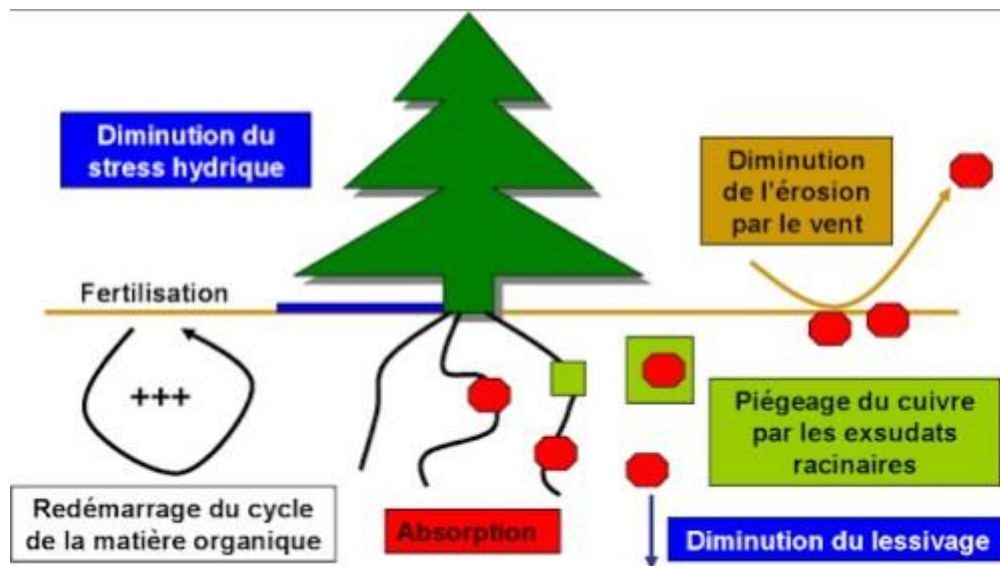 Diminution du
stress hydrique
Diminution
de l'érosion
par le vent
Fertilisation
+++
Piégeage du cuivre
par les exsudats
racinaires
Redémarrage du cycle
de la matière organique
Absorption
Diminution du lessivage